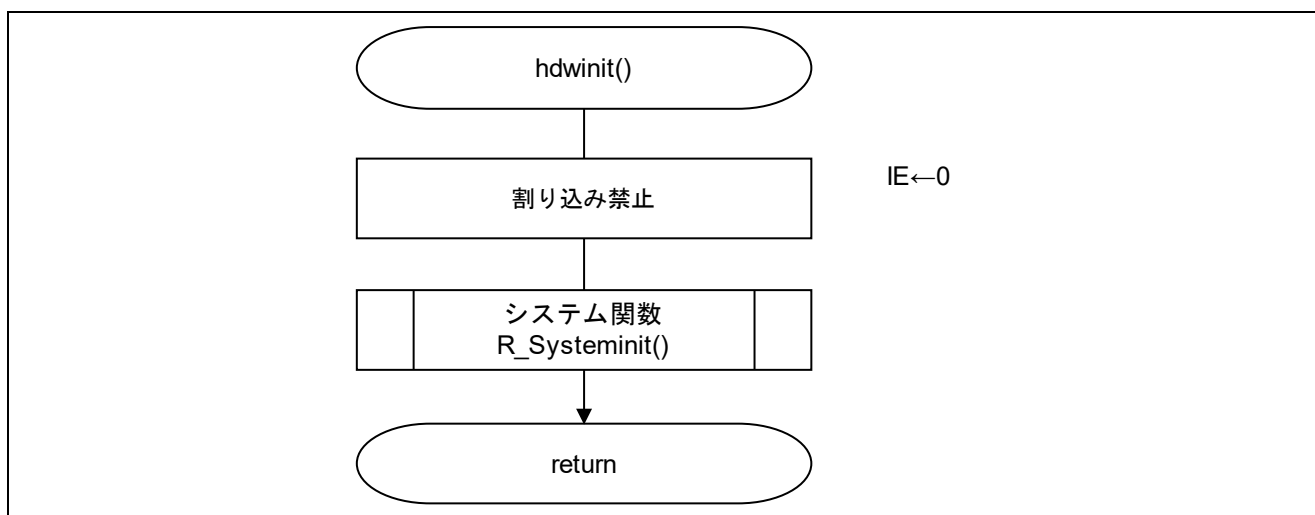 hdwinit()
割り込み禁止
IE←0
システム関数
R_Systeminit()
return